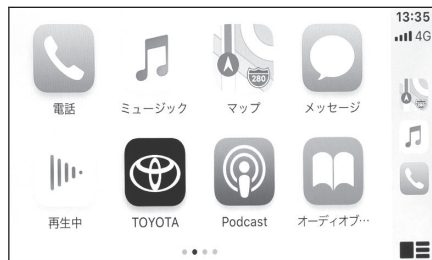 13:35
4G
電話
ミュージック
280
マップ
メッセージ
再生中
TOYOTA
Podcast
オーディオブ…